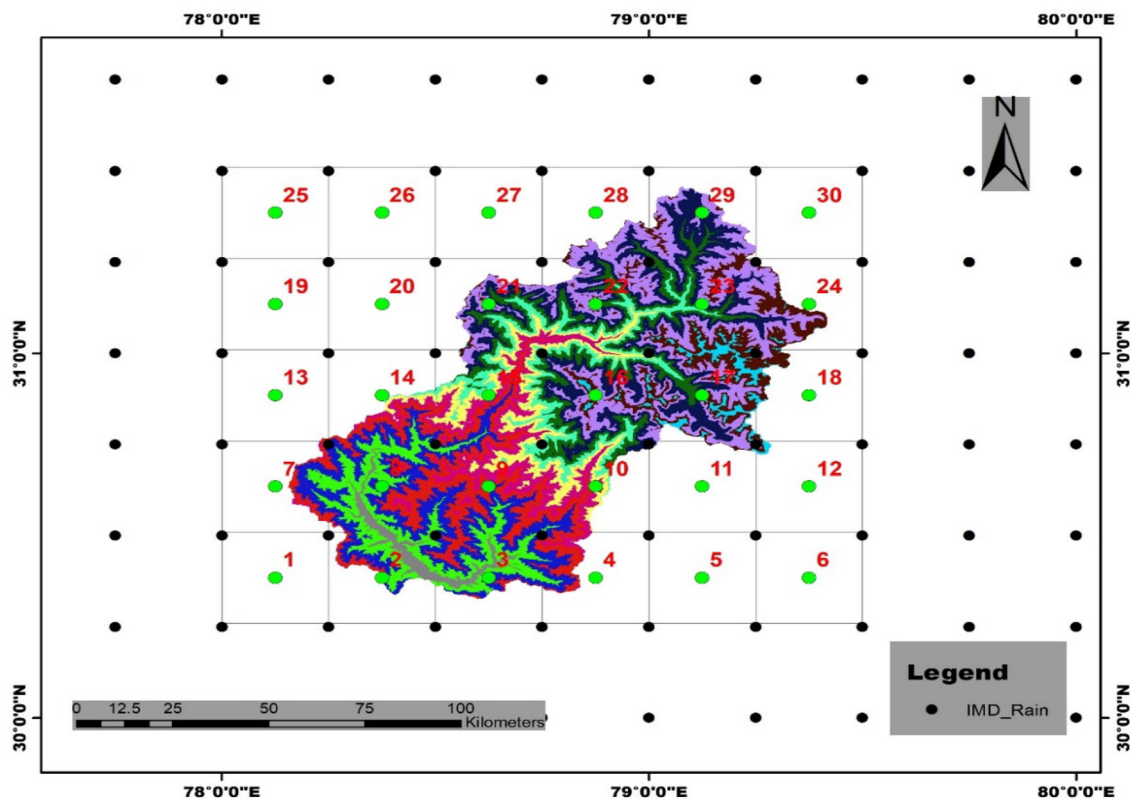 78°0'0"E 79°0'0"E 80°0'0"E
N
25 26 27 28 29 30
19 20 21 22 23 24
31°0'0"N 31°0'0"N
13 14 15 16 17 18
7 8 9 10 11 12
1 2 3 4 5 6
Legend
IMD_Rain
0 12.5 25 50 75 100
Kilometers
30°0'0"N 30°0'0"N
78°0'0"E 79°0'0"E 80°0'0"E